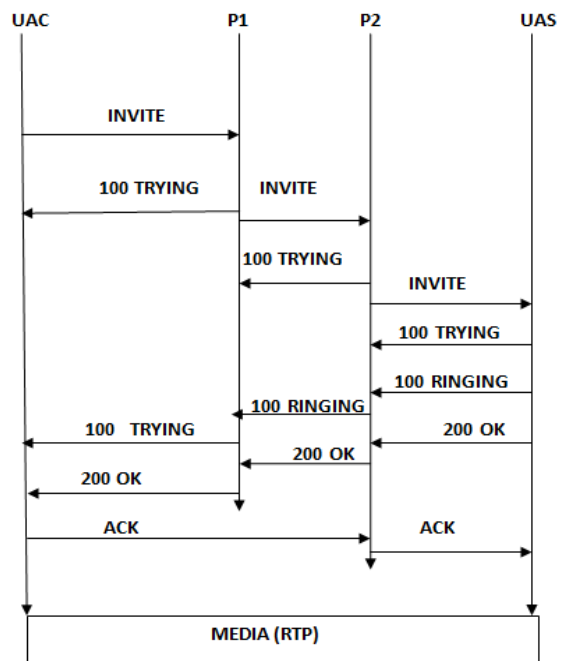 UAC P1 P2 UAS
INVITE
100 TRYING INVITE
100 TRYING
INVITE
100 TRYING
100 RINGING
100 RINGING
100 TRYING 200 OK
200 OK
200 OK
ACK ACK
MEDIA (RTP)